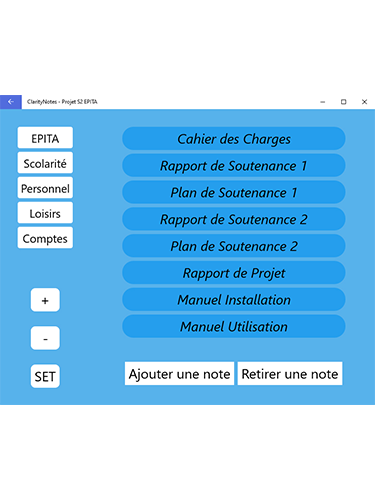 ClarityNotes - Projet S2 EPITA
EPITA
Scolarité
Personnel
Loisirs
Comptes
+
-
SET
Cahier des Charges
Rapport de Soutenance 1
Plan de Soutenance 1
Rapport de Soutenance 2
Plan de Soutenance 2
Rapport de Projet
Manuel Installation
Manuel Utilisation
Ajouter une note
Retirer une note